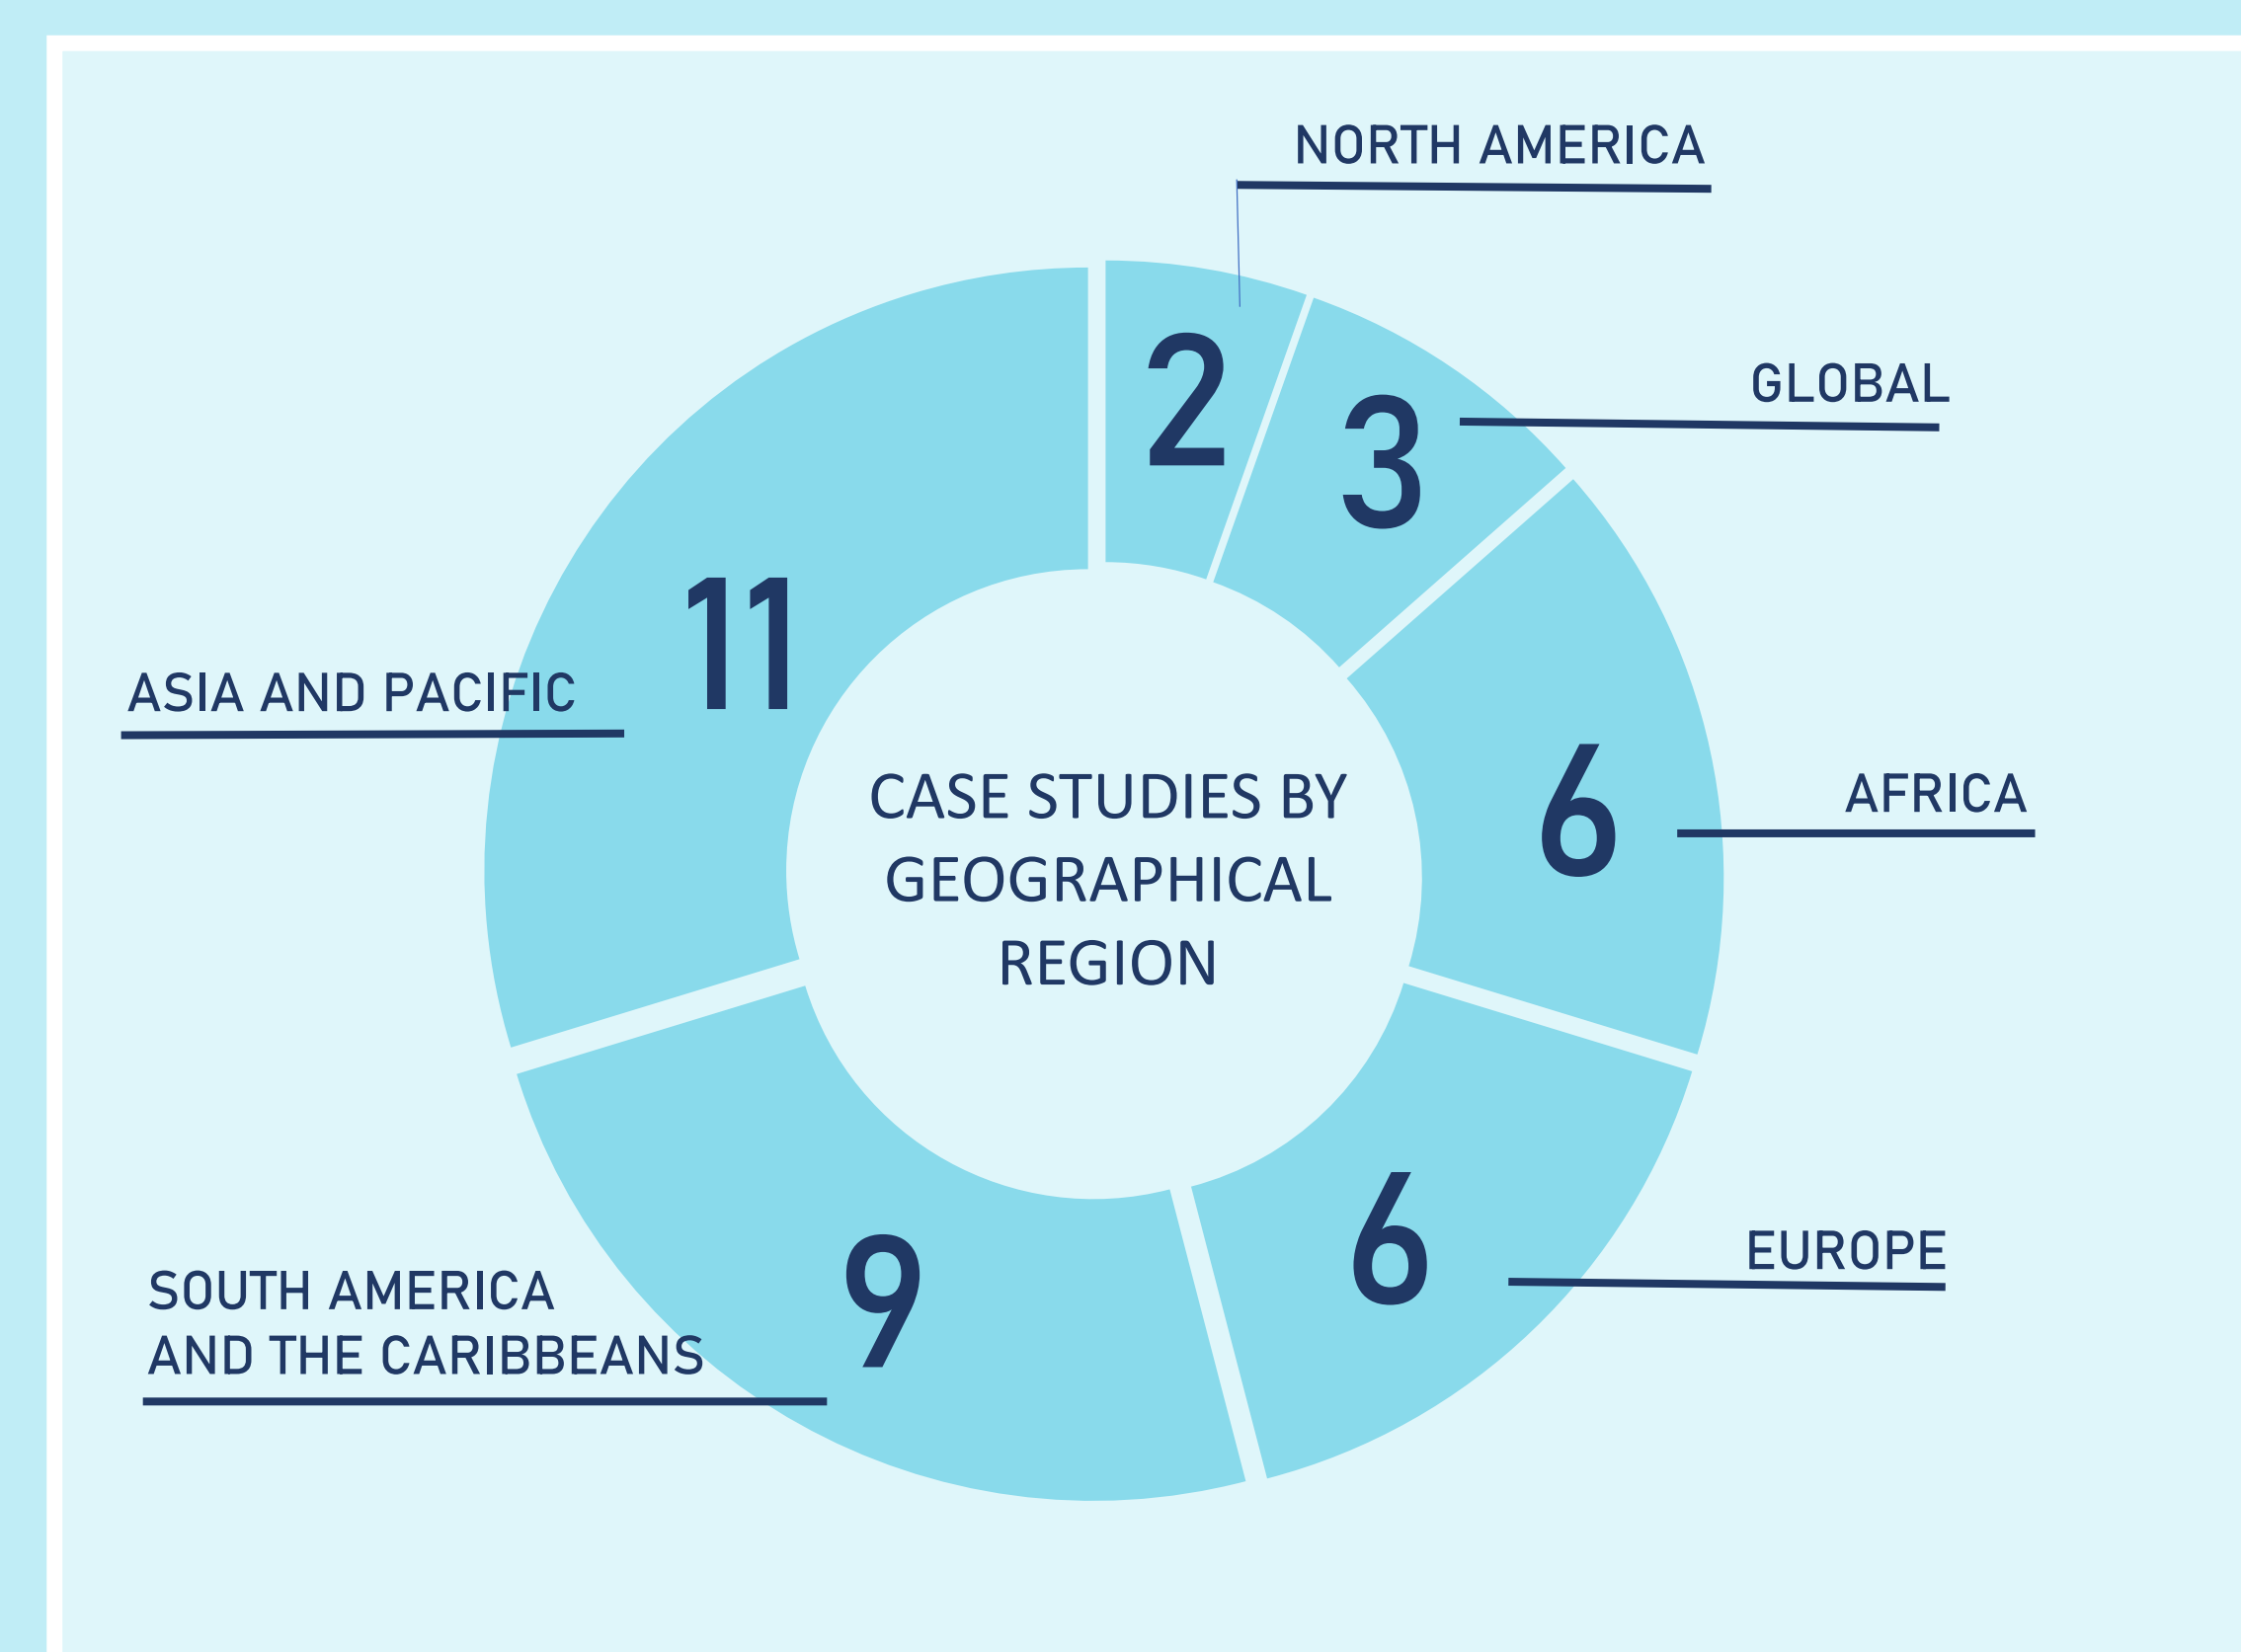 NORTH AMERICA
2
GLOBAL
3
11
ASIA AND PACIFIC
6
AFRICA
CASE STUDIES BY
GEOGRAPHICAL
REGION
6
EUROPE
9
SOUTH AMERICA
AND THE CARIBBEANS